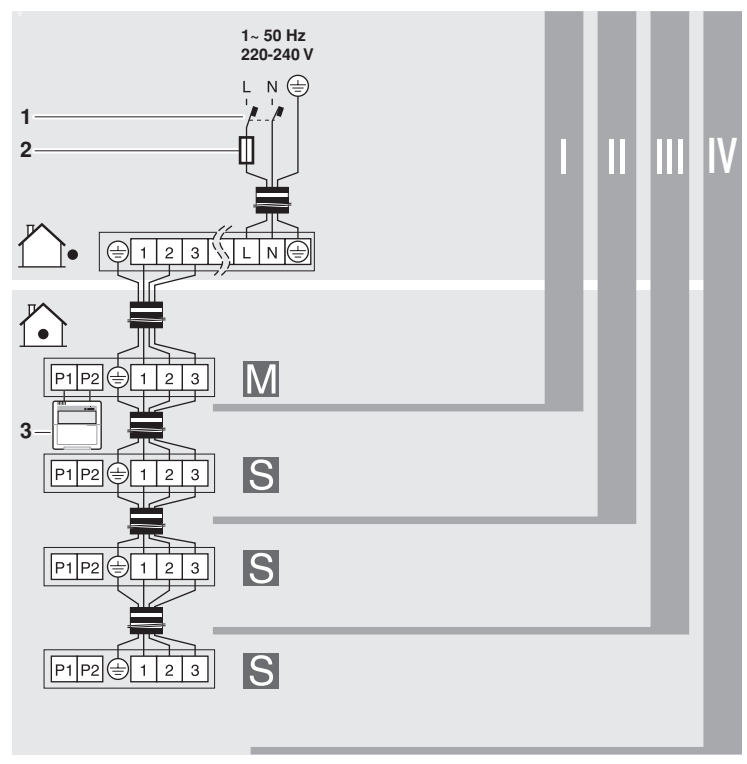 1~ 50 Hz
220-240 V
L N
1
2
I II III IV
1 2 3 L N
P1 P2 1 2 3 M
3
P1 P2 1 2 3 S
P1 P2 1 2 3 S
P1 P2 1 2 3 S